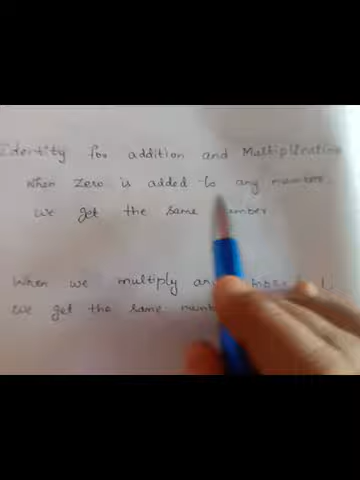 Identity for addition and Multiplication
When Zero is added to any number.
we get the same number
When we multiply any
we get the same